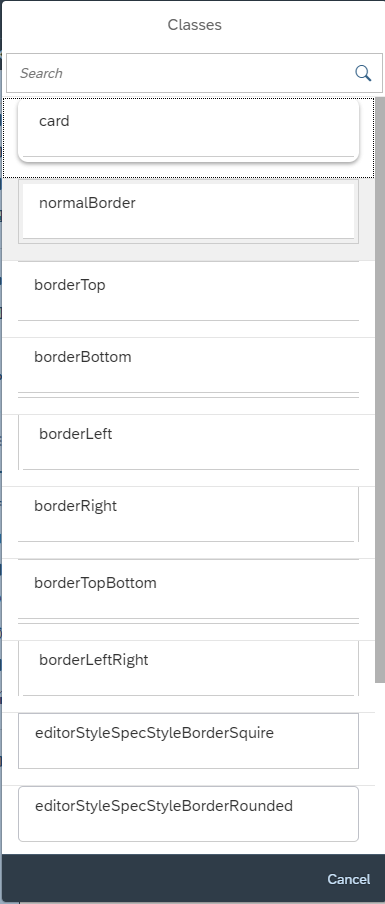 Classes
Search
card
normalBorder
borderTop
borderBottom
borderLeft
borderRight
borderTopBottom
borderLeftRight
editorStyleSpecStyleBorderSquire
editorStyleSpecStyleBorderRounded
Cancel